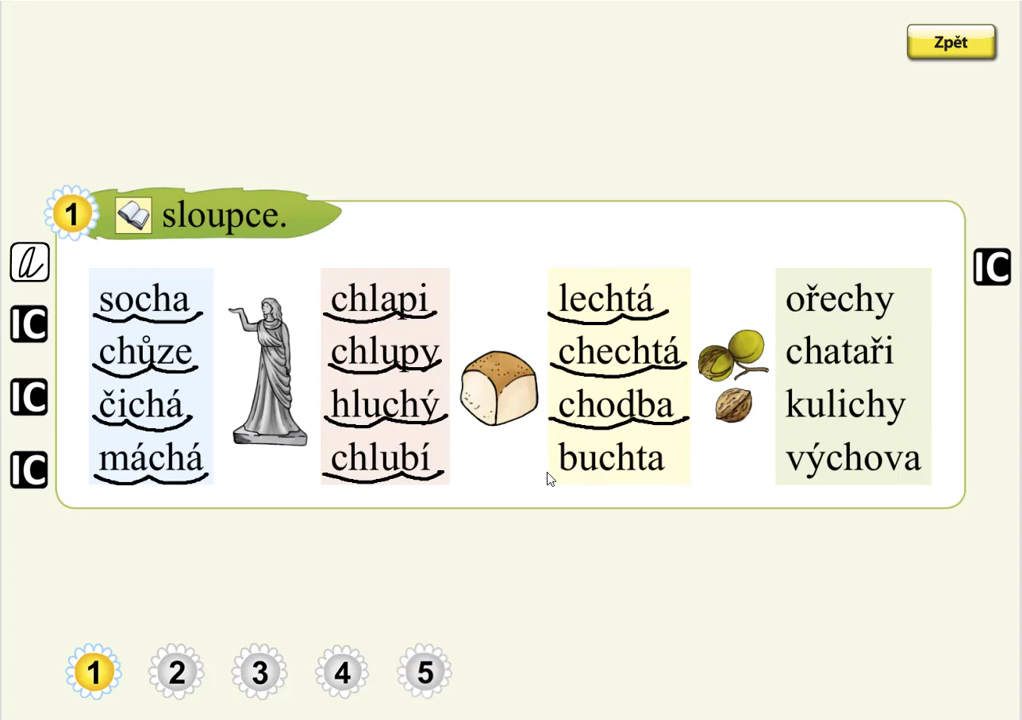 Zpět
1 sloupce.
a
IC
IC
IC
IC
socha
chůze
čichá
máchá
chlapi
chlupy
hluchý
chlubí
lechtá
chechtá
chodba
buchta
ořechy
chataři
kulichy
výchova
1 2 3 4 5